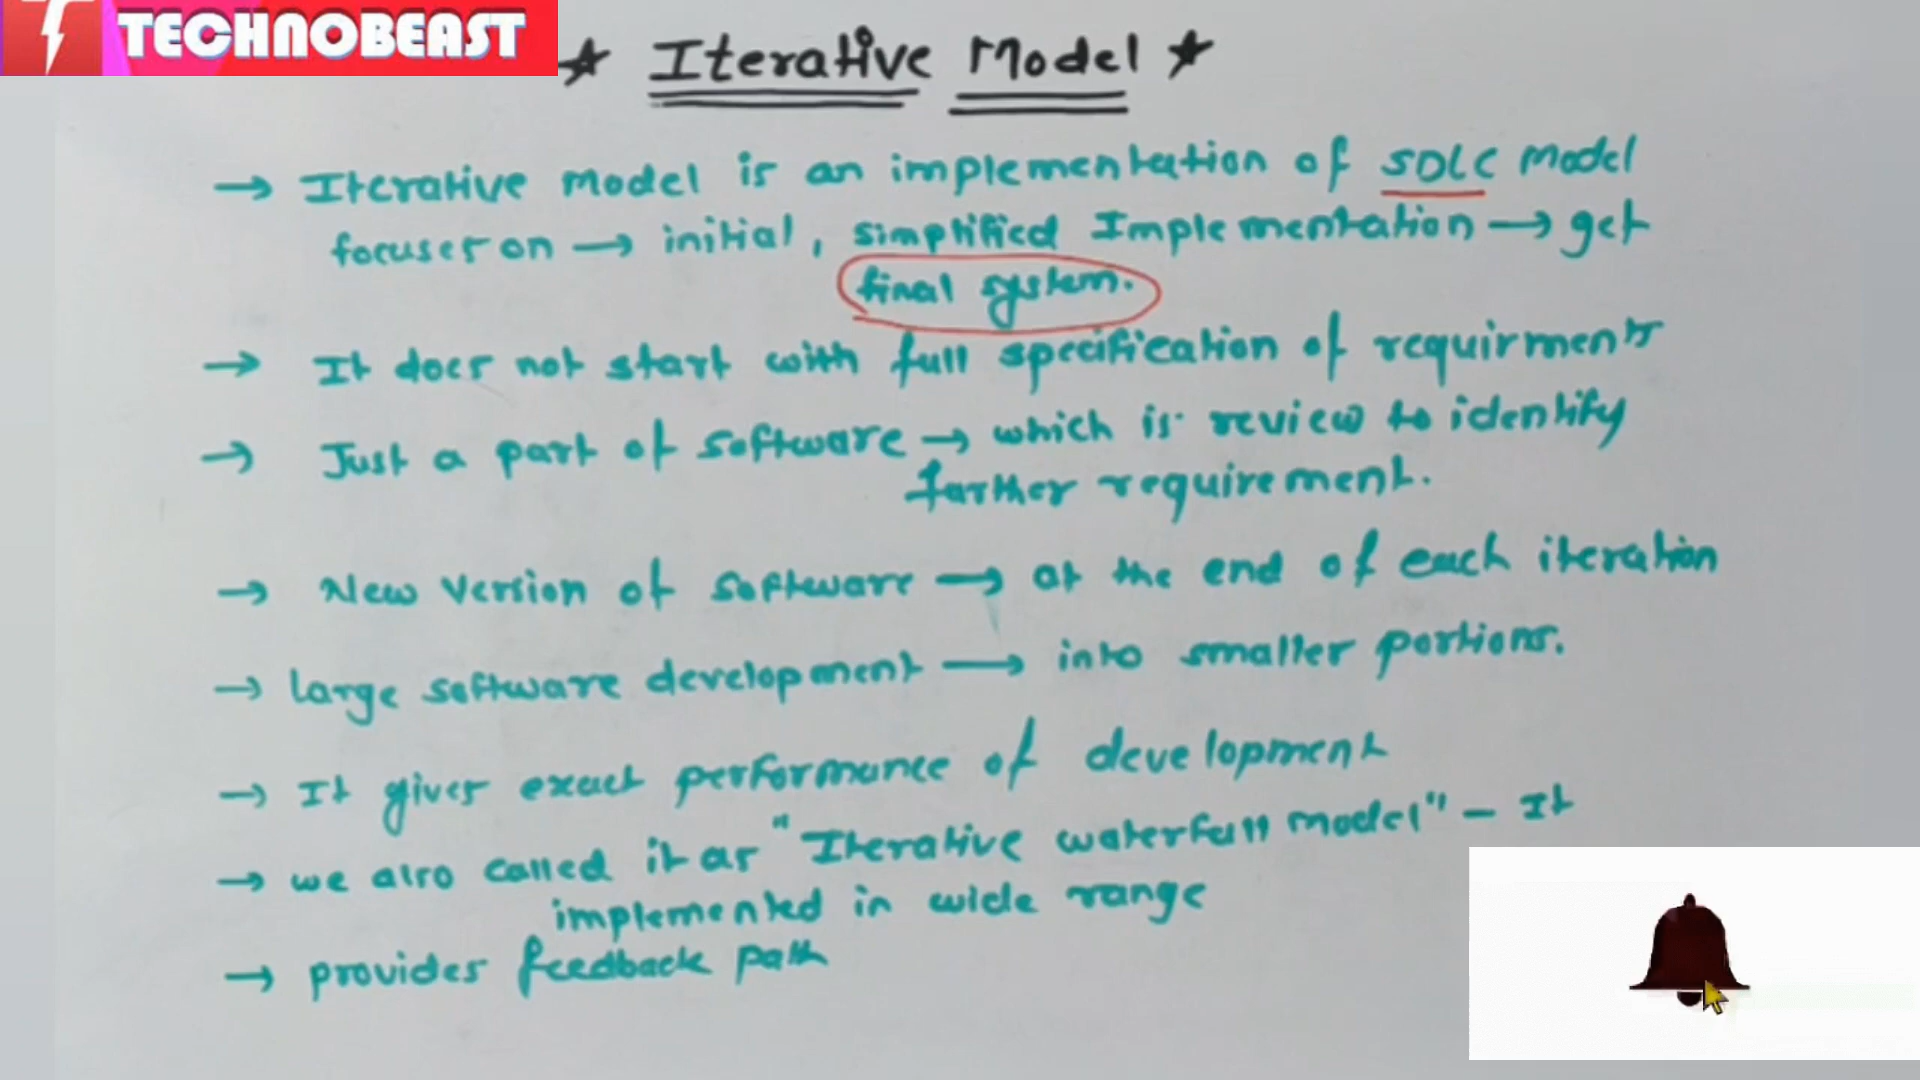 TECHNOBEAST
★ Iterative Model ★
→ Iterative Model is an implementation of SDLC Model
focuses on → initial, simplified Implementation → get
final system.
→ It does not start with full specification of requirments
→ Just a part of software → which is review to identify
further requirement.
→ New Version of software → at the end of each iteration
→ large software development → into smaller portions.
→ It gives exact performance of development
→ we also called it as "Iterative waterfall model" - It
implemented in wide range
→ provides feedback path